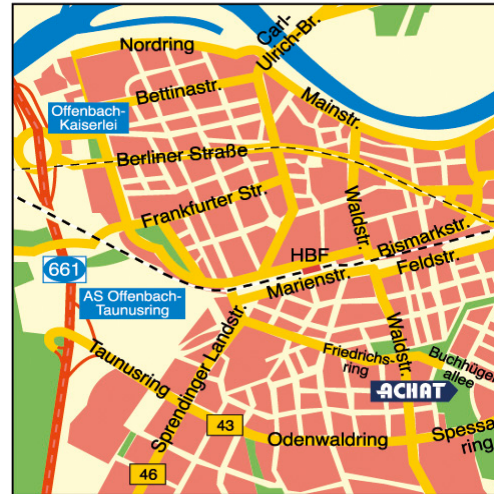 Nordring
Carl-
Ulrich-Br.
Bettinastr.
Mainstr.
Offenbach-
Kaiserlei
Berliner Straße
Frankfurter Str.
Waldstr.
Bismarkstr.
HBF
Feldstr.
Marienstr.
661
AS Offenbach-
Taunusring
Taunusring
Sprendinger Landstr.
Friedrichs-
ring
Waldstr.
Buchhügel
allee
ACHAT
43
Odenwaldring
Spessa
ring
46